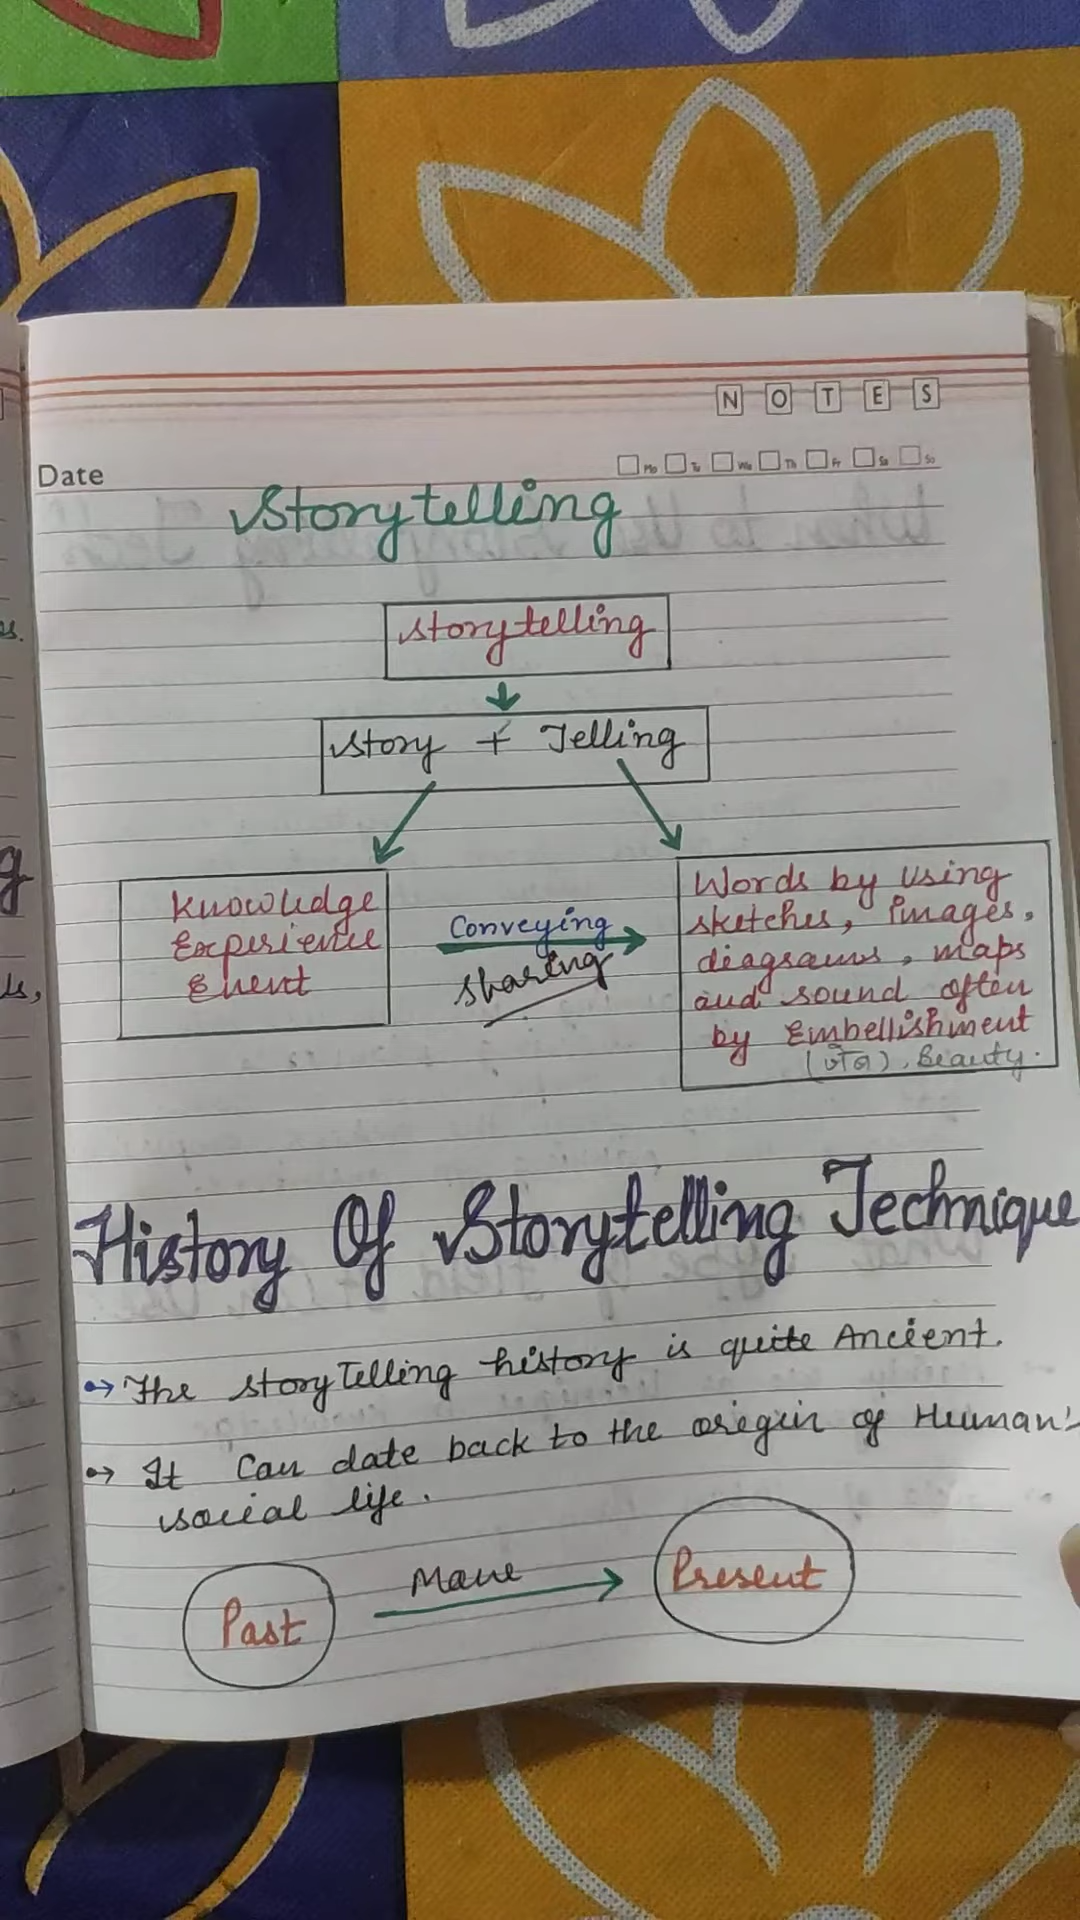 N O T E S
Date
Mo Tu We Th Fr Sa So
Storytelling
Storytelling
Story + Telling
Knowledge
Experience
Event
Conveying
Sharing
Words by using
sketches, images,
diagrams, maps
and sound often
by Embellishment
Beauty.
History Of Storytelling Technique
The storyTelling history is quite Ancient.
It Can date back to the origin of Human's
social life.
Past
Move
Present